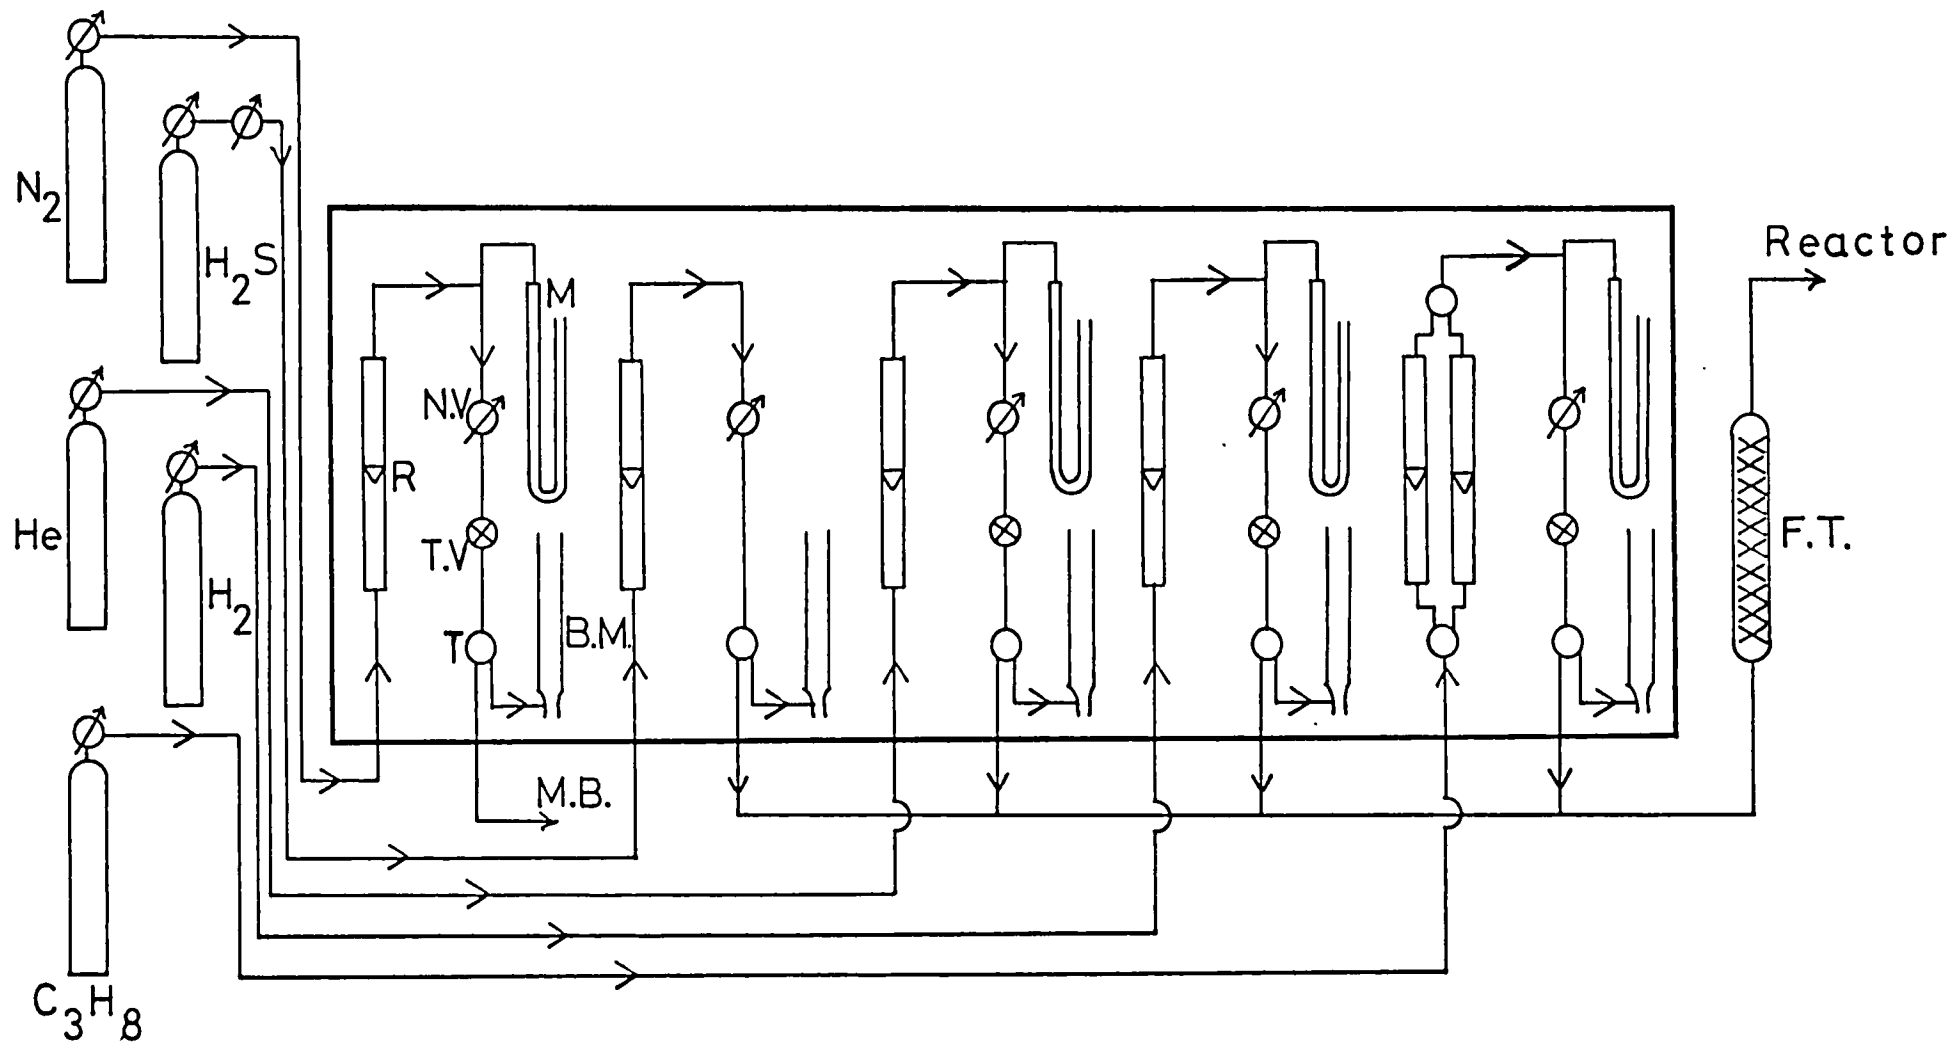 N2
H2S
He
H2
C3H8
M
N.V
R
T.V
T
B.M.
M.B.
Reactor
F.T.